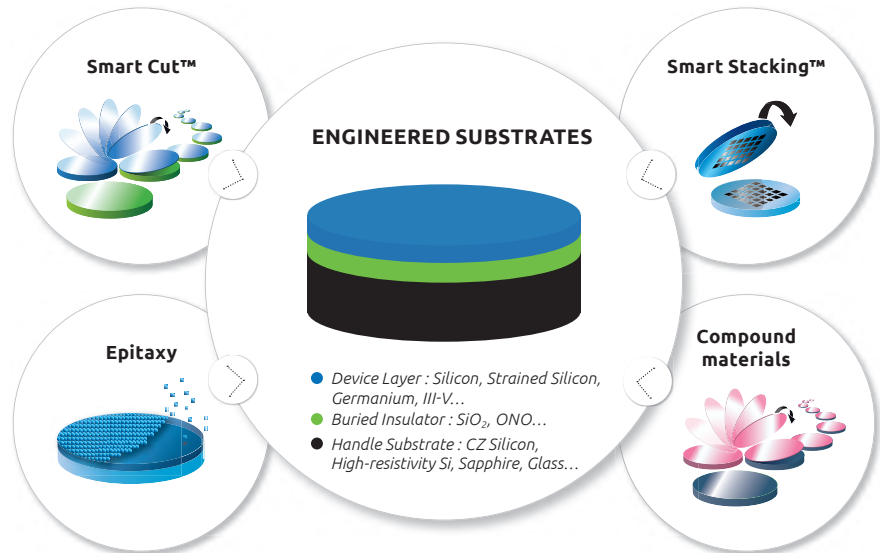 Smart Cut™
Smart Stacking™
ENGINEERED SUBSTRATES
Epitaxy
Compound
materials
Device Layer : Silicon, Strained Silicon,
Germanium, III-V…
Buried Insulator : SiO₂, ONO…
Handle Substrate : CZ Silicon,
High-resistivity Si, Sapphire, Glass…